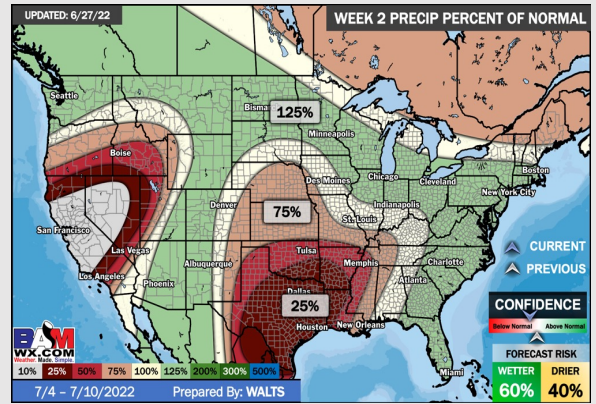 UPDATED: 6/27/22
WEEK 2 PRECIP PERCENT OF NORMAL
Seattle
Bismar
125%
Minneapolis
Boise
Boston
Chicago
Cleveland
Des Moines
New York City
Denver
75%
Indianapolis
St. Louis
San Francisco
Las Vegas
CURRENT
PREVIOUS
Tulsa
Los Angeles
Albuquerque
Memphis
Charlotte
Phoenix
Atlanta
Dallas
25%
CONFIDENCE
Below Normal
Above Normal
Houston
New Orleans
BAM
WX.COM
Weather. Made. Simple.
FORECAST RISK
Miami
WETTER
DRIER
10% 25% 50% 75% 100% 125% 200% 300% 500%
60%
40%
7/4 – 7/10/2022
Prepared By: WALTS